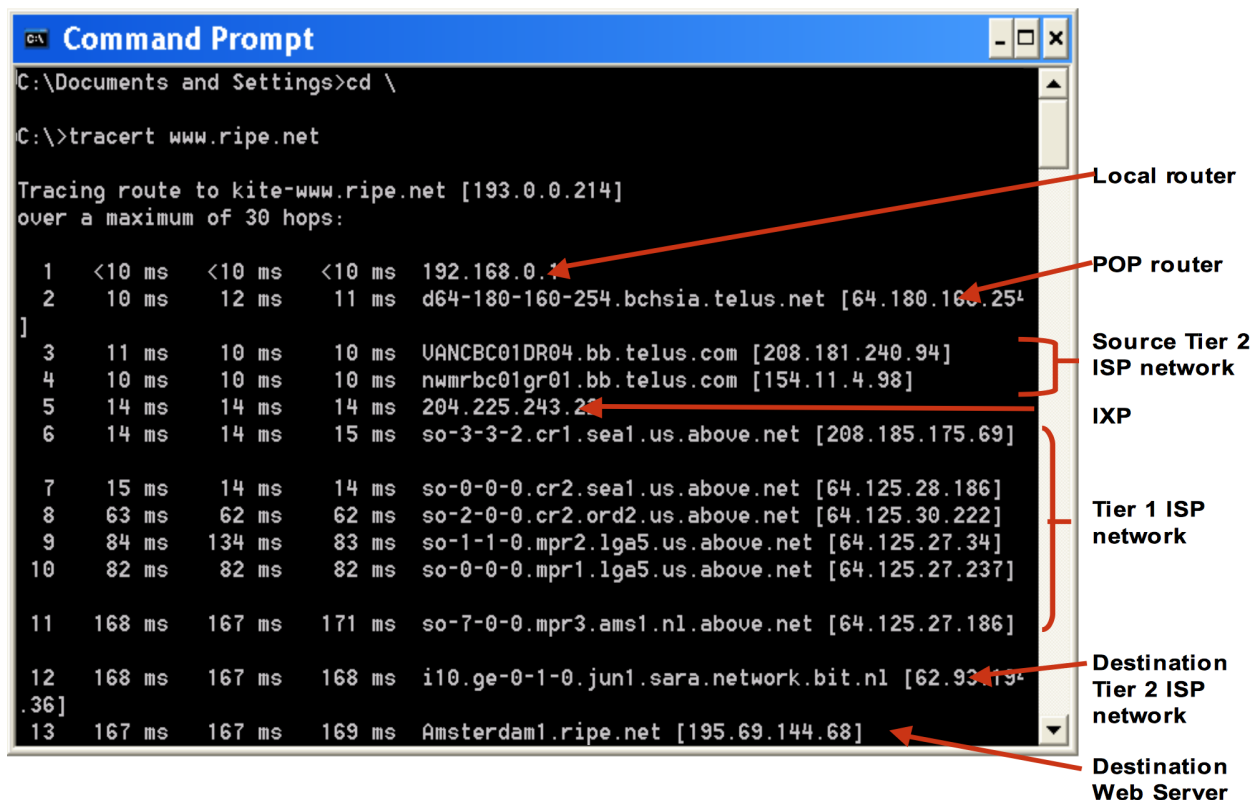 Command Prompt
C:\Documents and Settings>cd \
C:\>tracert www.ripe.net
Tracing route to kite-www.ripe.net [193.0.0.214]
over a maximum of 30 hops:
1 <10 ms <10 ms <10 ms 192.168.0.1
2 10 ms 12 ms 11 ms d64-180-160-254.bchsia.telus.net [64.180.160.254
]
3 11 ms 10 ms 10 ms VANCBC01DR04.bb.telus.com [208.181.240.94]
4 10 ms 10 ms 10 ms nwmrbc01gr01.bb.telus.com [154.11.4.98]
5 14 ms 14 ms 14 ms
6 14 ms 14 ms 15 ms so-3-3-2.cr1.sea1.us.above.net [208.185.175.69]
7 15 ms 14 ms 14 ms so-0-0-0.cr2.sea1.us.above.net [64.125.28.186]
8 63 ms 62 ms 62 ms so-2-0-0.cr2.ord2.us.above.net [64.125.30.222]
9 84 ms 134 ms 83 ms so-1-1-0.mpr2.lga5.us.above.net [64.125.27.34]
10 82 ms 82 ms 82 ms so-0-0-0.mpr1.lga5.us.above.net [64.125.27.237]
11 168 ms 167 ms 171 ms so-7-0-0.mpr3.ams1.nl.above.net [64.125.27.186]
12 168 ms 167 ms 168 ms i10.ge-0-1-0.jun1.sara.network.bit.nl
.36]
13 167 ms 167 ms 169 ms Amsterdam1.ripe.net [195.69.144.68]
Local router
POP router
Source Tier 2
ISP network
IXP
Tier 1 ISP
network
Destination
Tier 2 ISP
network
Destination
Web Server